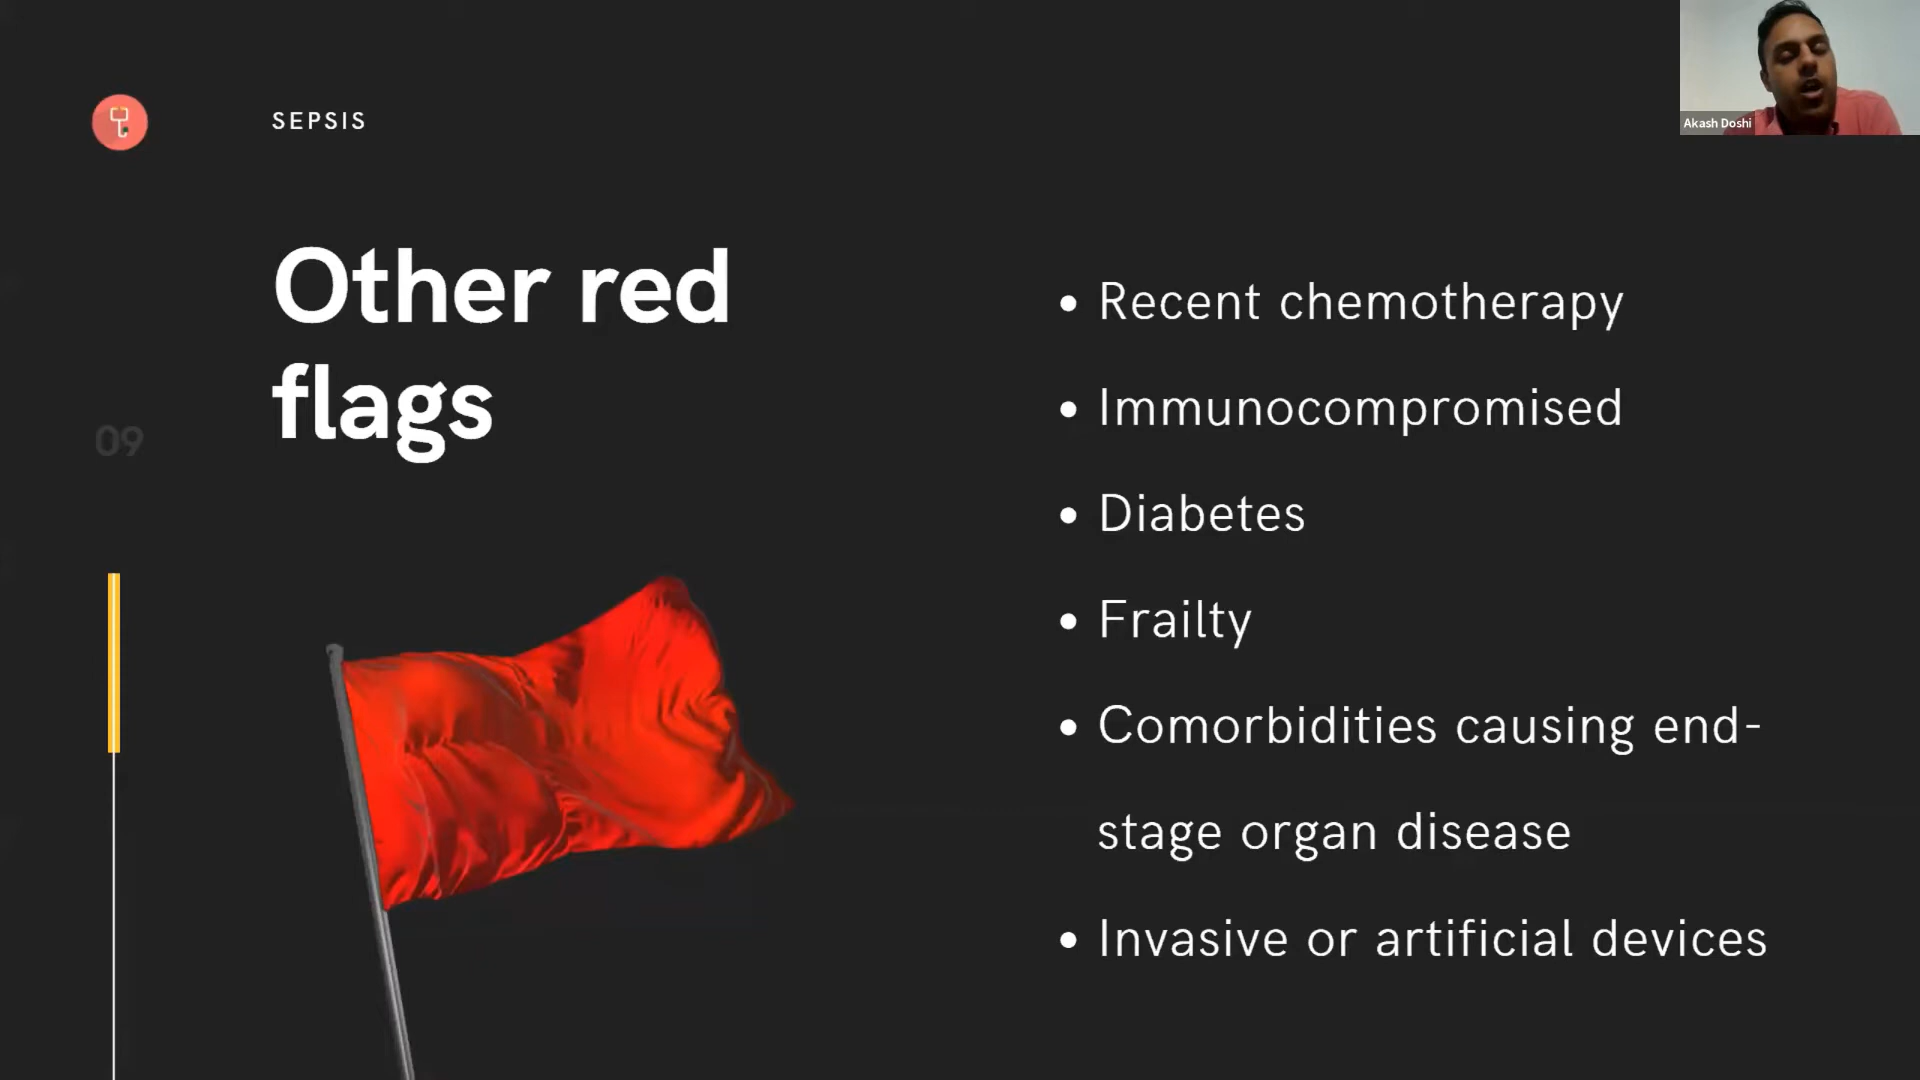 Akash Doshi
SEPSIS
Other red
flags
09
• Recent chemotherapy
• Immunocompromised
• Diabetes
• Frailty
• Comorbidities causing end-
stage organ disease
• Invasive or artificial devices